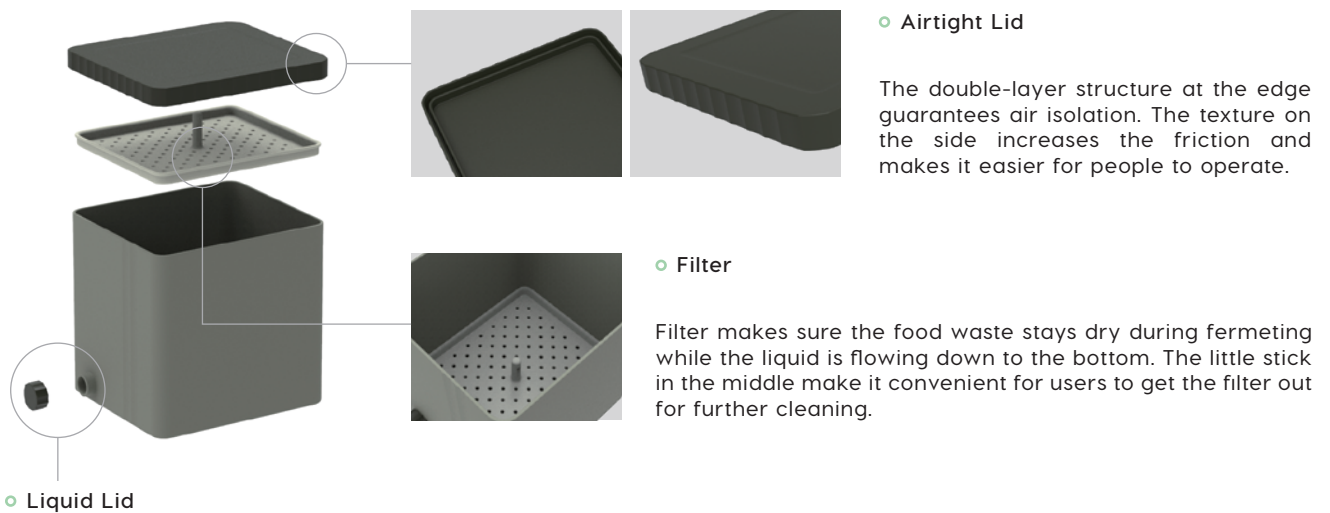 Airtight Lid
The double-layer structure at the edge
guarantees air isolation. The texture on
the side increases the friction and
makes it easier for people to operate.
Filter
Filter makes sure the food waste stays dry during fermeting
while the liquid is flowing down to the bottom. The little stick
in the middle make it convenient for users to get the filter out
for further cleaning.
Liquid Lid